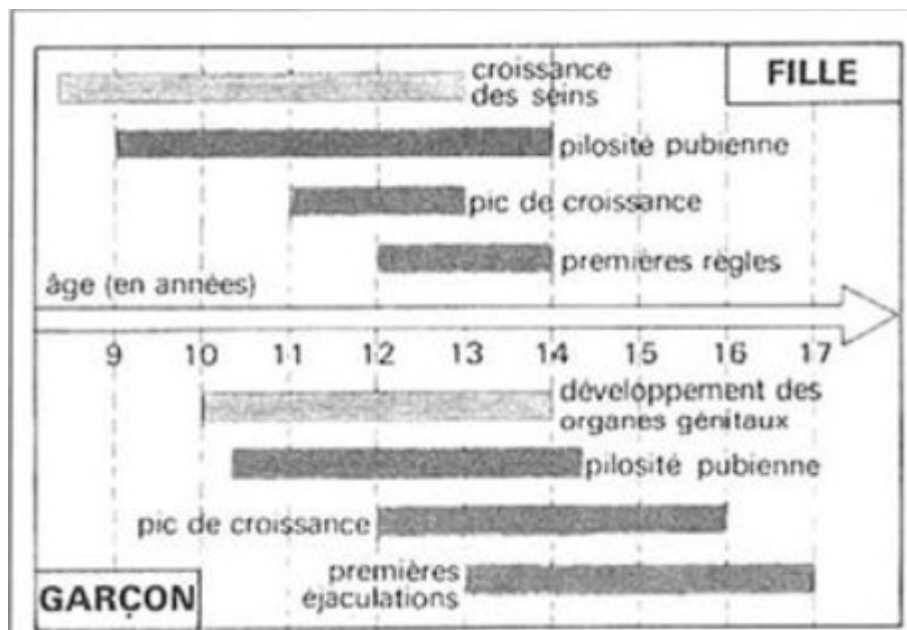 FILLE
croissance
des seins
pilosité pubienne
pic de croissance
premières règles
âge (en années)
9 10 11 12 13 14 15 16 17
développement des
organes génitaux
pilosité pubienne
pic de croissance
premières
éjaculations
GARÇON